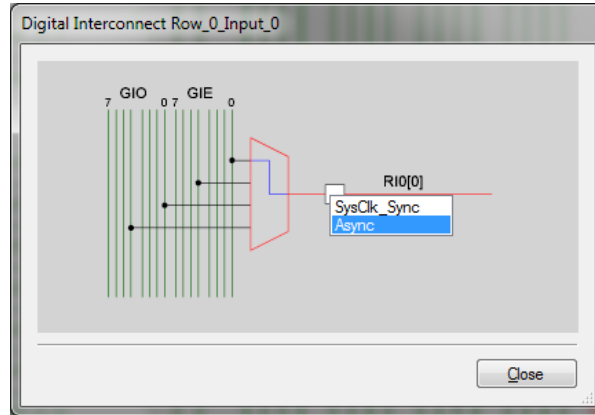 Digital Interconnect Row_0_Input_0
GIO GIE
7 0 7 0
RI0[0]
SysClk_Sync
Async
Close